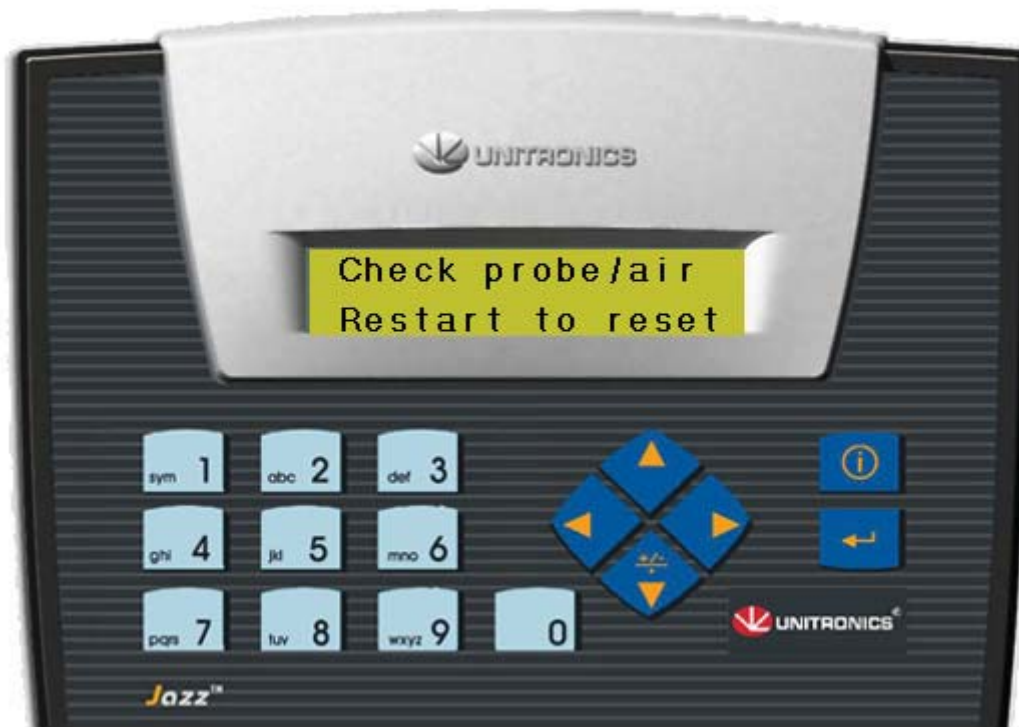 UNITRONICS
Check probe/air
Restart to reset
sym 1
abc 2
def 3
ghi 4
jkl 5
mno 6
+/-
pqrs 7
tuv 8
wxyz 9
0
UNITRONICS
Jazz™